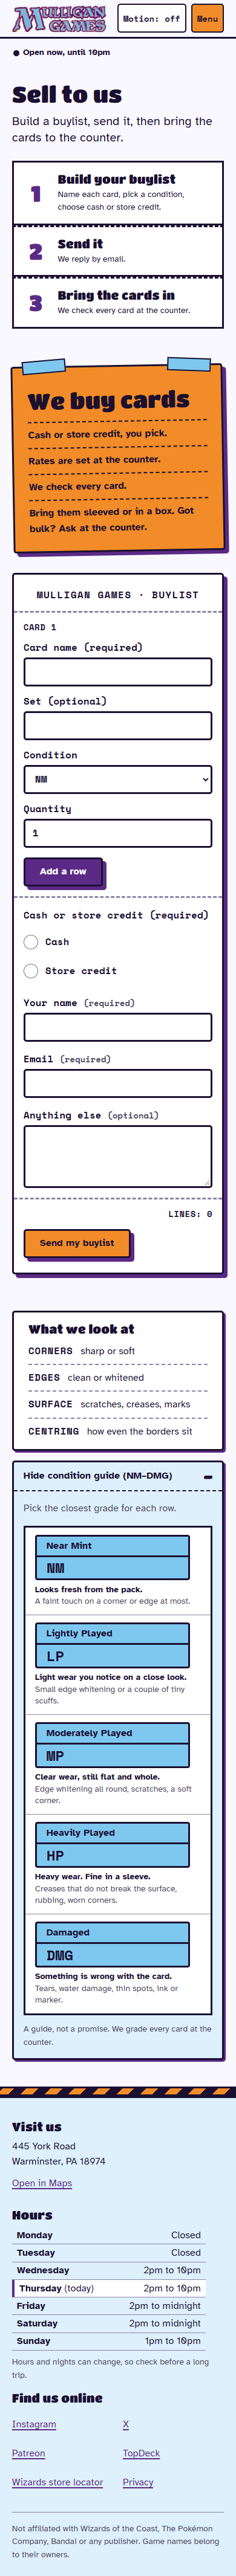 MULLIGAN
GAMES
Motion: off
Menu
Open now, until 10pm
Sell to us
Build a buylist, send it, then bring the
cards to the counter.
1
Build your buylist
Name each card, pick a condition,
choose cash or store credit.
2
Send it
We reply by email.
3
Bring the cards in
We check every card at the counter.
We buy cards
Cash or store credit, you pick.
Rates are set at the counter.
We check every card.
Bring them sleeved or in a box. Got
bulk? Ask at the counter.
MULLIGAN GAMES · BUYLIST
CARD 1
Card name (required)
Set (optional)
Condition
NM
Quantity
1
Add a row
Cash or store credit (required)
Cash
Store credit
Your name (required)
Email (required)
Anything else (optional)
LINES: 0
Send my buylist
What we look at
CORNERS sharp or soft
EDGES clean or whitened
SURFACE scratches, creases, marks
CENTRING how even the borders sit
Hide condition guide (NM–DMG)
Pick the closest grade for each row.
Near Mint
NM
Looks fresh from the pack.
A faint touch on a corner or edge at most.
Lightly Played
LP
Light wear you notice on a close look.
Small edge whitening or a couple of tiny
scuffs.
Moderately Played
MP
Clear wear, still flat and whole.
Edge whitening all round, scratches, a soft
corner.
Heavily Played
HP
Heavy wear. Fine in a sleeve.
Creases that do not break the surface,
rubbing, worn corners.
Damaged
DMG
Something is wrong with the card.
Tears, water damage, thin spots, ink or
marker.
A guide, not a promise. We grade every card at the
counter.
Visit us
445 York Road
Warminster, PA 18974
Open in Maps
Hours
Monday Closed
Tuesday Closed
Wednesday 2pm to 10pm
Thursday (today) 2pm to 10pm
Friday 2pm to midnight
Saturday 2pm to midnight
Sunday 1pm to 10pm
Hours and nights can change, so check before a long
trip.
Find us online
Instagram X
Patreon TopDeck
Wizards store locator Privacy
Not affiliated with Wizards of the Coast, The Pokémon
Company, Bandai or any publisher. Game names belong
to their owners.